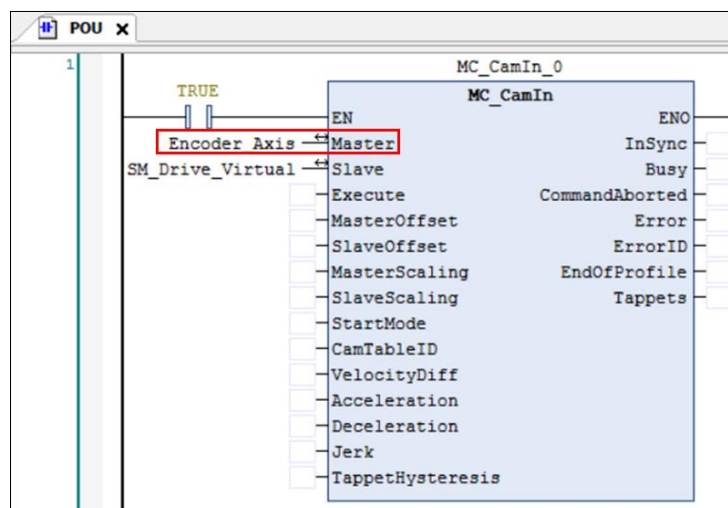 POU X
1
MC_CamIn_0
TRUE
MC_CamIn
EN ENO
Encoder Axis Master InSync
SM_Drive_Virtual Slave Busy
Execute CommandAborted
MasterOffset Error
SlaveOffset ErrorID
MasterScaling EndOfProfile
SlaveScaling Tappets
StartMode
CamTableID
VelocityDiff
Acceleration
Deceleration
Jerk
TappetHysteresis